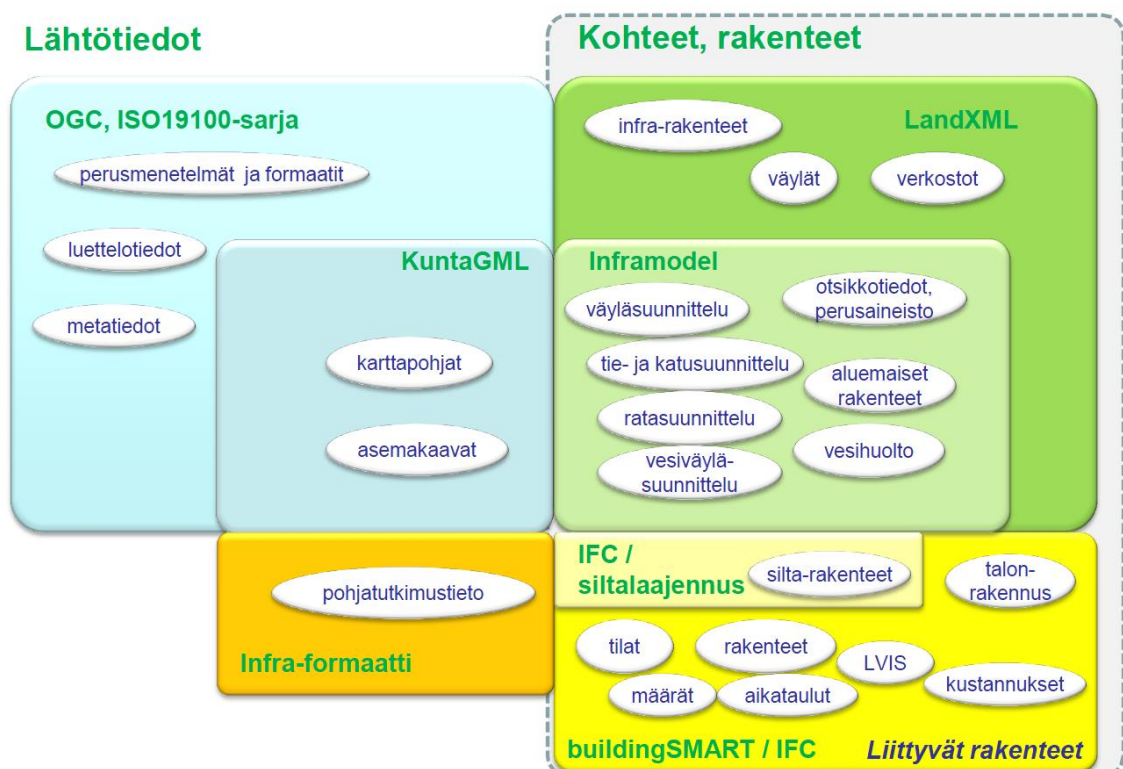 Lähtötiedot
OGC, ISO19100-sarja
perusmenetelmät ja formaatit
luettelotiedot
metatiedot
KuntaGML
karttapohjat
asemakaavat
pohjatutkimustieto
Infra-formaatti
Kohteet, rakenteet
LandXML
infra-rakenteet
väylät
verkostot
Inframodel
väyläsuunnittelu
otsikkotiedot,
perusaineisto
tie- ja katusuunnittelu
aluemaiset
rakenteet
ratasuunnittelu
vesihuolto
vesiväylä-
suunnittelu
IFC /
siltalaajennus
silta-rakenteet
talon-
rakennus
tilat
rakenteet
LVIS
määrät
aikataulut
kustannukset
buildingSMART / IFC
Liittyvät rakenteet